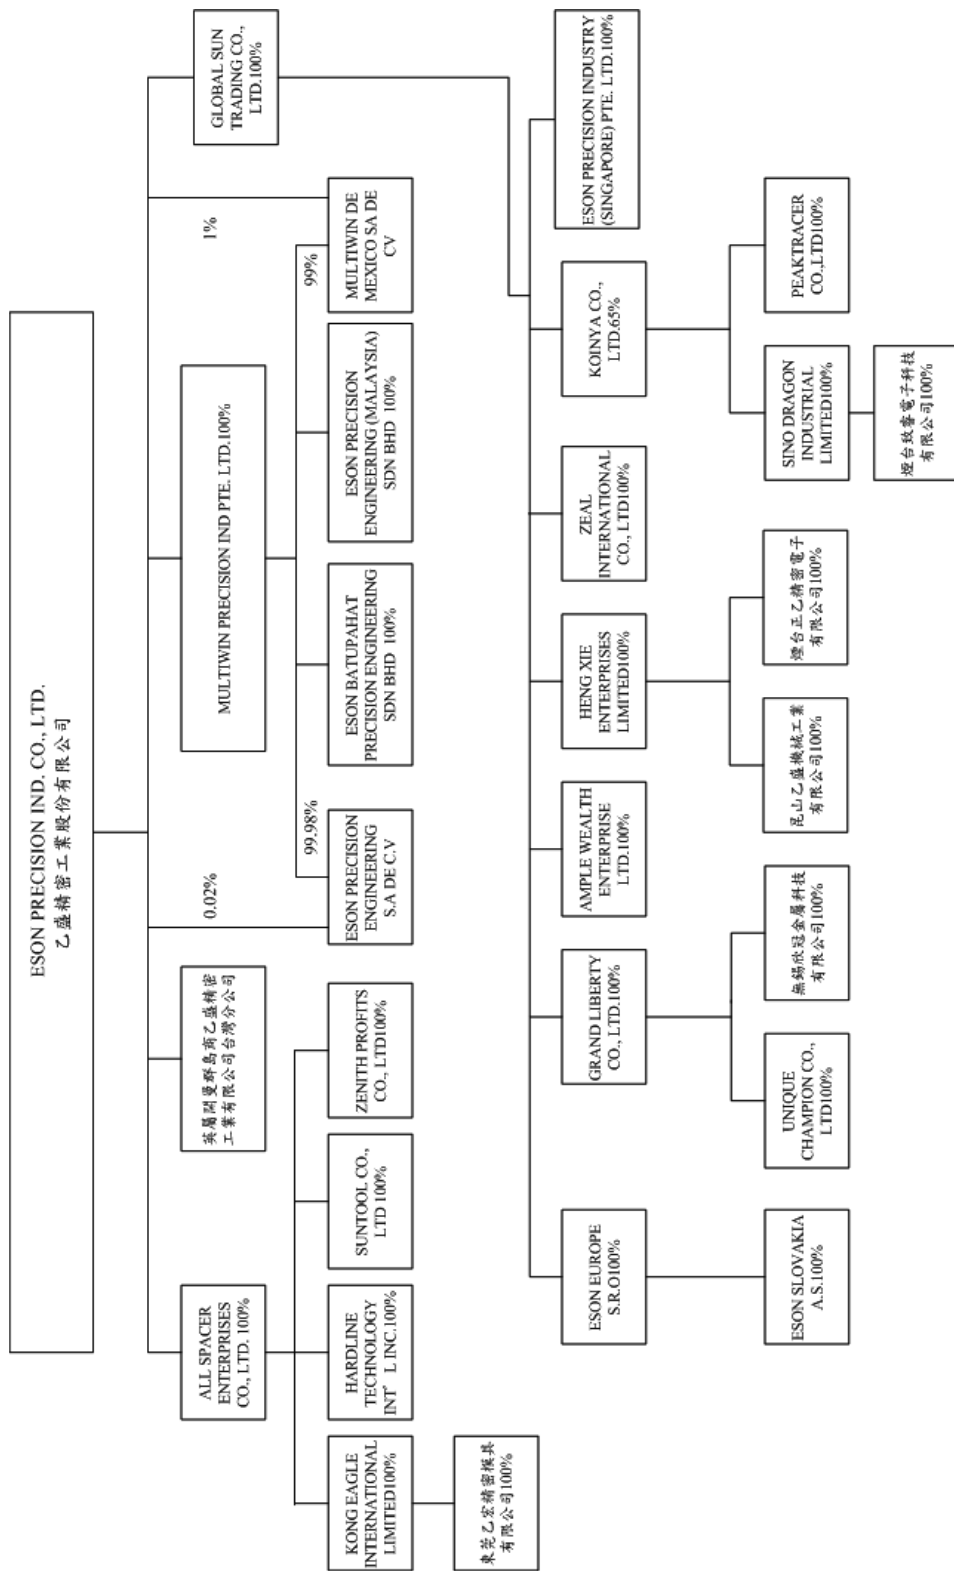 ESON PRECISION IND. CO., LTD.
乙盛精密工業股份有限公司
ALL SPACER
ENTERPRISES
CO., LTD. 100%
英屬開曼群島商乙盛精密
工業有限公司台灣分公司
MULTIWIN PRECISION IND PTE. LTD.100%
GLOBAL SUN
TRADING CO.,
LTD.100%
0.02%
1%
99.98%
99%
KONG EAGLE
INTERNATIONAL
LIMITED100%
HARDLINE
TECHNOLOGY
INT'L INC.100%
SUNTOOL CO.,
LTD 100%
ZENITH PROFITS
CO., LTD100%
ESON PRECISION
ENGINEERING
S.A DE C.V
ESON BATUPAHAT
PRECISION ENGINEERING
SDN BHD 100%
ESON PRECISION
ENGINEERING (MALAYSIA)
SDN BHD 100%
MULTIWIN DE
MEXICO SA DE
CV
東莞乙宏精密模具
有限公司100%
ESON EUROPE
S.R.O100%
GRAND LIBERTY
CO., LTD.100%
AMPLE WEALTH
ENTERPRISE
LTD.100%
HENG XIE
ENTERPRISES
LIMITED100%
ZEAL
INTERNATIONAL
CO., LTD100%
KOINYA CO.,
LTD.65%
ESON PRECISION INDUSTRY
(SINGAPORE) PTE. LTD.100%
ESON SLOVAKIA
A.S.100%
UNIQUE
CHAMPION CO.,
LTD100%
無錫欣冠金屬科技
有限公司100%
昆山乙盛機械工業
有限公司100%
煙台正乙精密電子
有限公司100%
SINO DRAGON
INDUSTRIAL
LIMITED100%
PEAKTRACER
CO.,LTD100%
煙台玫睿電子科技
有限公司100%